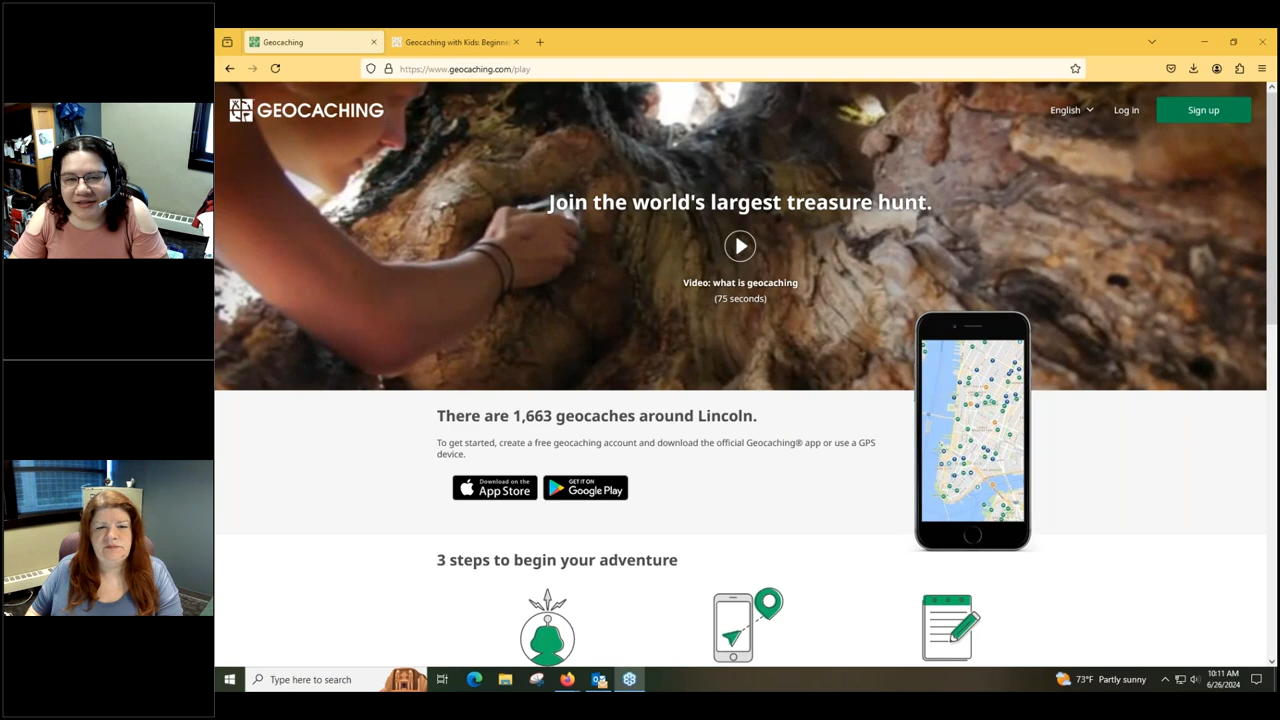 Geocaching
Geocaching with Kids: Beginne
https://www.geocaching.com/play
GEOCACHING
English
Log in
Sign up
Join the world's largest treasure hunt.
Video: what is geocaching
(75 seconds)
There are 1,663 geocaches around Lincoln.
To get started, create a free geocaching account and download the official Geocaching® app or use a GPS
device.
Download on the
App Store
GET IT ON
Google Play
3 steps to begin your adventure
Type here to search
73°F Partly sunny
10:11 AM
6/26/2024